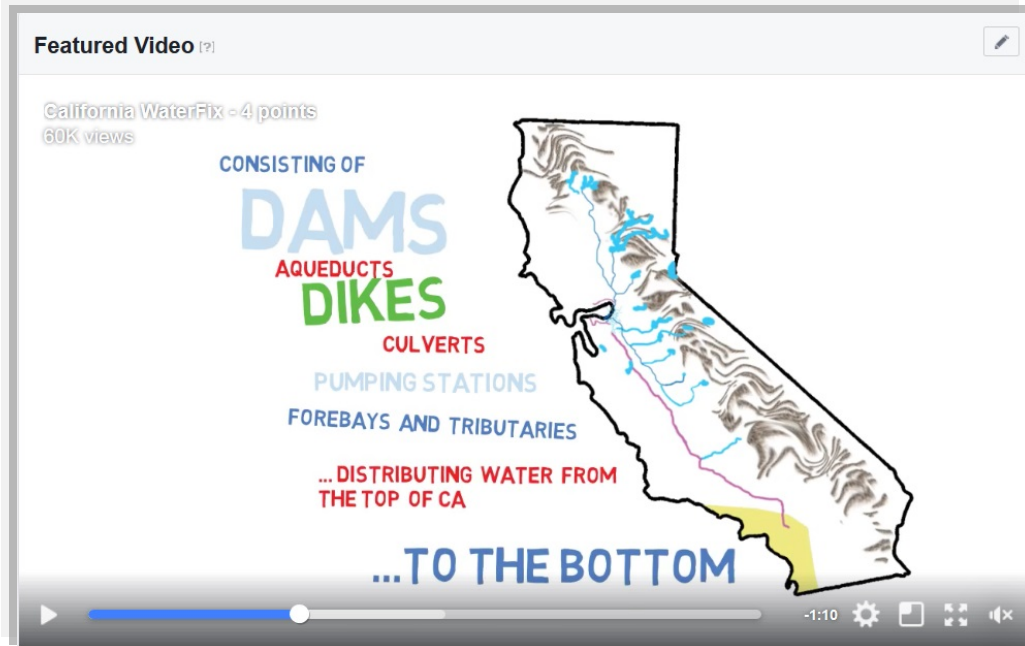 Featured Video [?]
California WaterFix - 4 points
60K views
CONSISTING OF
DAMS
AQUEDUCTS
DIKES
CULVERTS
PUMPING STATIONS
FOREBAYS AND TRIBUTARIES
...DISTRIBUTING WATER FROM
THE TOP OF CA
...TO THE BOTTOM
-1:10